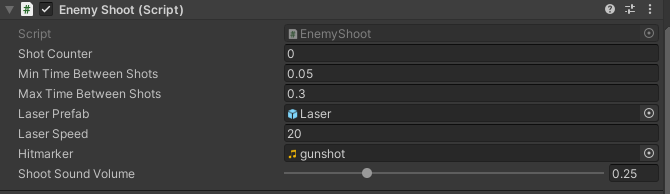 Enemy Shoot (Script)
Script EnemyShoot
Shot Counter 0
Min Time Between Shots 0.05
Max Time Between Shots 0.3
Laser Prefab Laser
Laser Speed 20
Hitmarker gunshot
Shoot Sound Volume 0.25